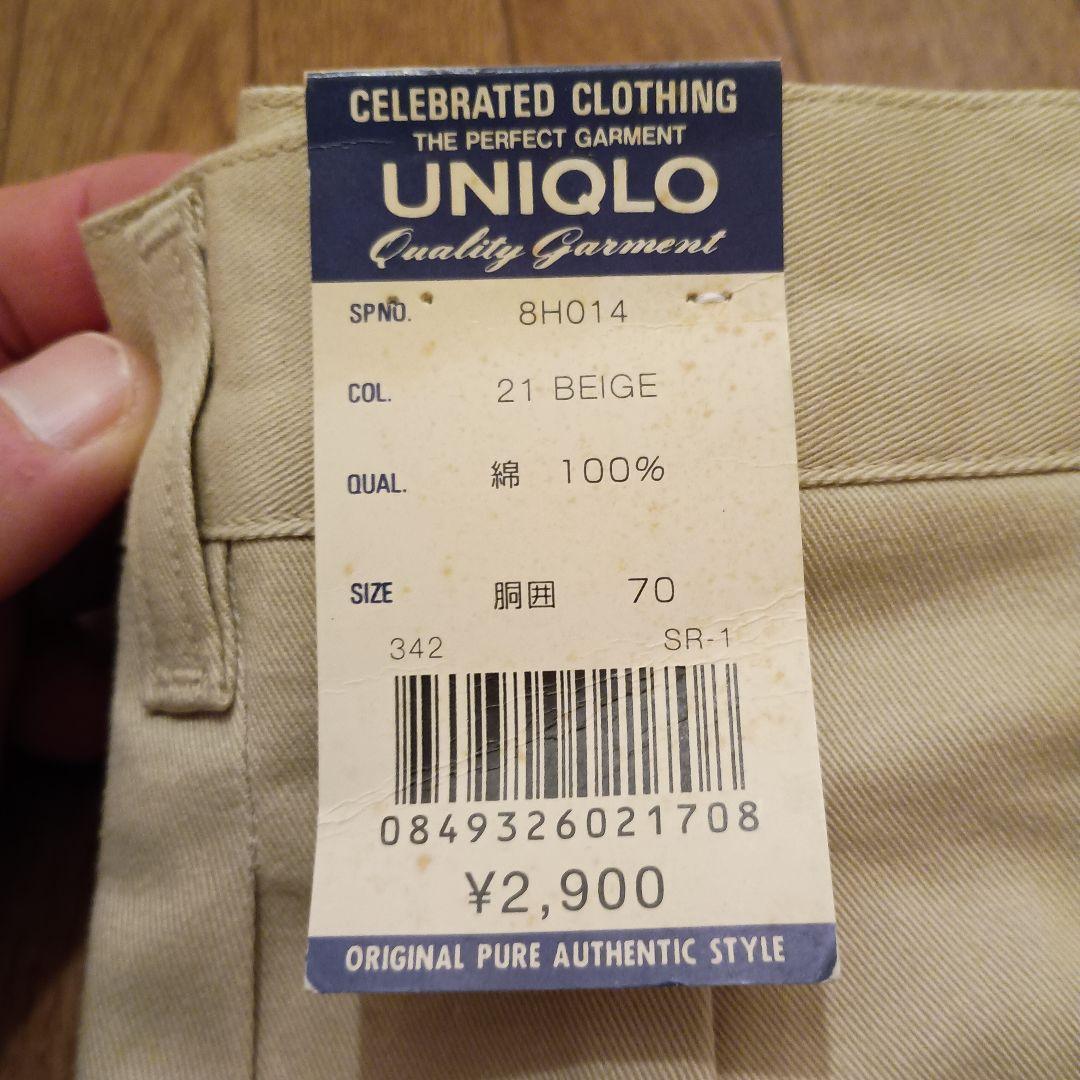 CELEBRATED CLOTHING
THE PERFECT GARMENT
UNIQLO
Quality Garment
SPNO. 8H014
COL. 21 BEIGE
QUAL. 綿 100%
SIZE 胴囲 70
342 SR-1
0849326021708
¥2,900
ORIGINAL PURE AUTHENTIC STYLE